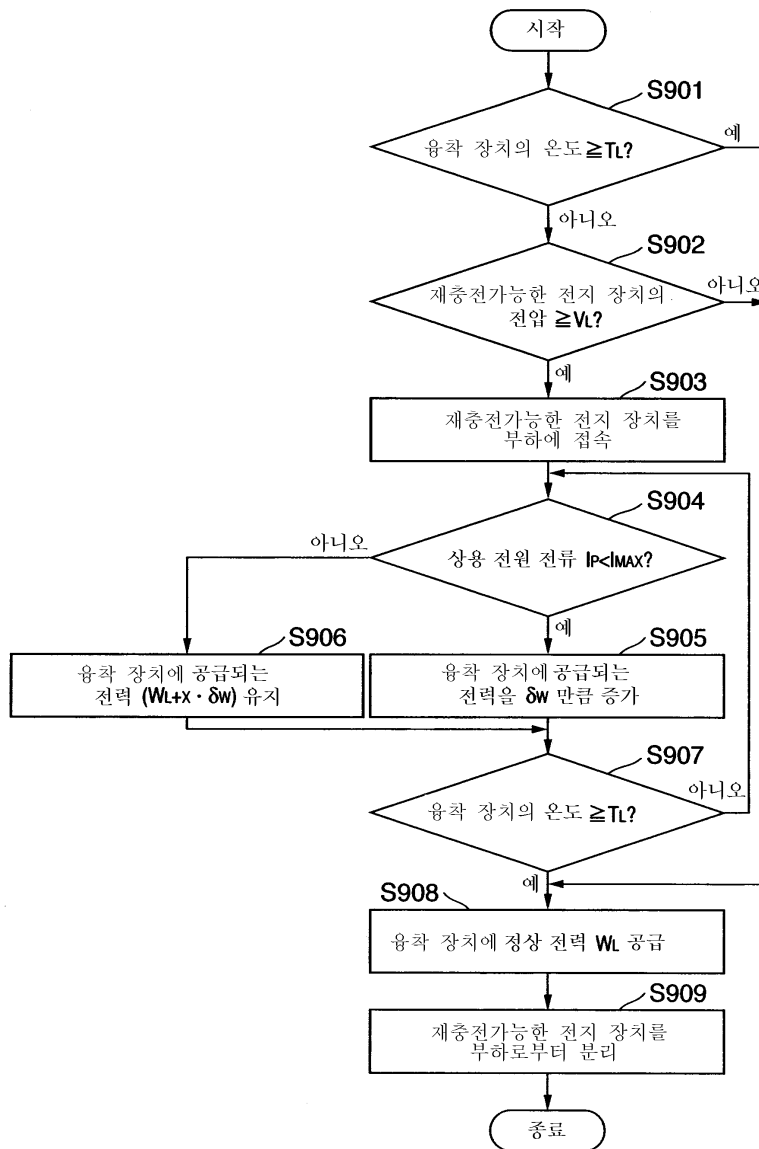 시작
S901
융착 장치의 온도 ≧TL?
예
아니오
S902
재충전가능한 전지 장치의
전압 ≧VL?
아니오
예
S903
재충전가능한 전지 장치를
부하에 접속
S904
상용 전원 전류 IP<IMAX?
아니오
예
S906
융착 장치에 공급되는
전력 (WL+X · δW) 유지
S905
융착 장치에 공급되는
전력을 δW 만큼 증가
S907
융착 장치의 온도 ≧TL?
아니오
예
S908
융착 장치에 정상 전력 WL 공급
S909
재충전가능한 전지 장치를
부하로부터 분리
종료